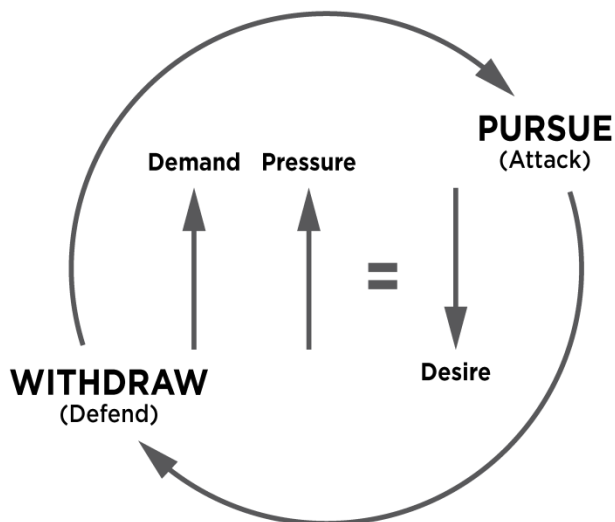 PURSUE
(Attack)
Demand Pressure
=
Desire
WITHDRAW
(Defend)